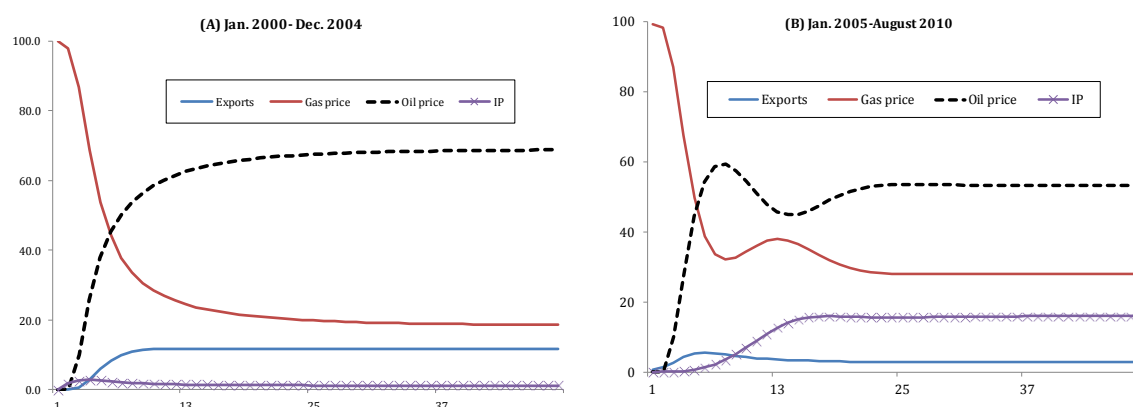 (A) Jan. 2000- Dec. 2004
100.0
80.0
60.0
40.0
20.0
0.0
Exports Gas price Oil price IP
1 13 25 37
(B) Jan. 2005-August 2010
100
80
60
40
20
0
Exports Gas price Oil price IP
1 13 25 37